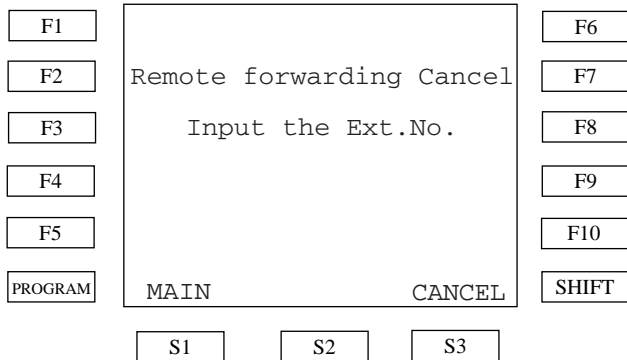 F1
F6
F2
Remote forwarding Cancel
F7
F3
Input the Ext.No.
F8
F4
F9
F5
F10
PROGRAM
MAIN
CANCEL
SHIFT
S1
S2
S3